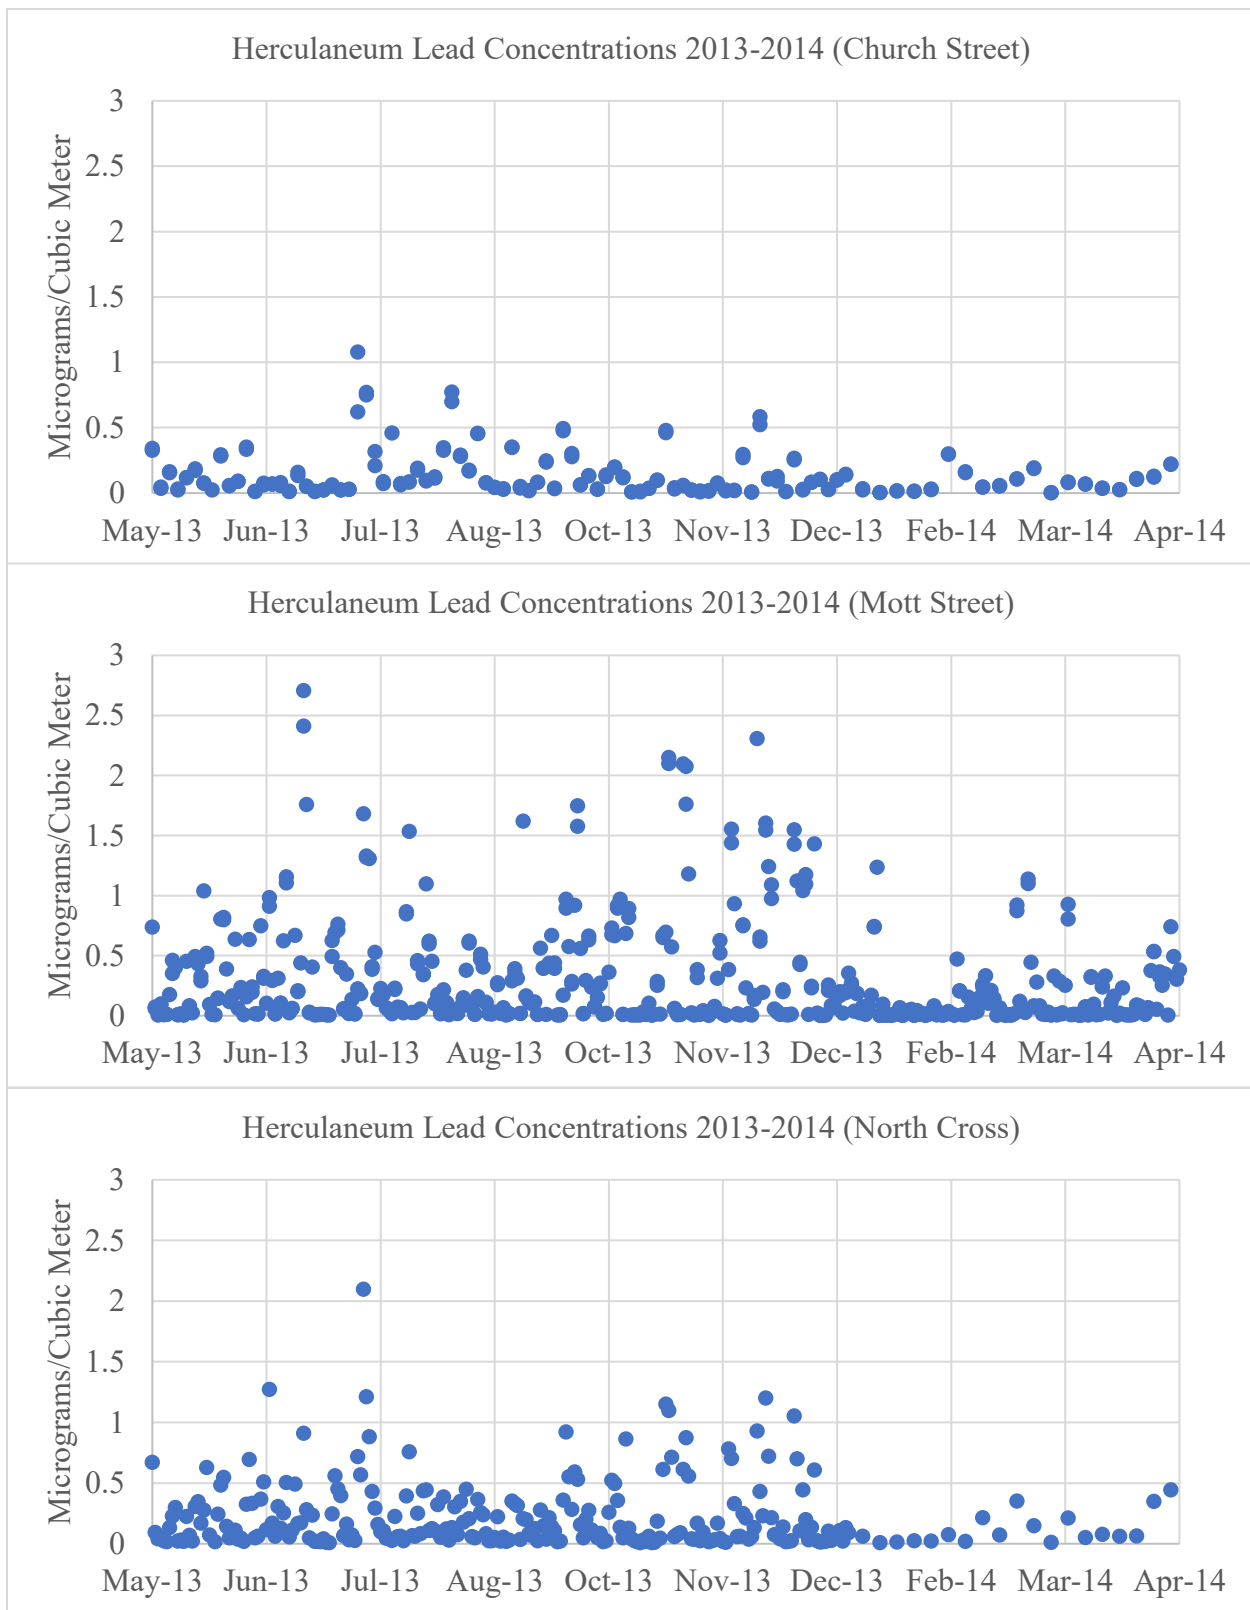 Herculaneum Lead Concentrations 2013-2014 (Church Street)
Micrograms/Cubic Meter
3
2.5
2
1.5
1
0.5
0
May-13 Jun-13 Jul-13 Aug-13 Oct-13 Nov-13 Dec-13 Feb-14 Mar-14 Apr-14
Herculaneum Lead Concentrations 2013-2014 (Mott Street)
Micrograms/Cubic Meter
3
2.5
2
1.5
1
0.5
0
May-13 Jun-13 Jul-13 Aug-13 Oct-13 Nov-13 Dec-13 Feb-14 Mar-14 Apr-14
Herculaneum Lead Concentrations 2013-2014 (North Cross)
Micrograms/Cubic Meter
3
2.5
2
1.5
1
0.5
0
May-13 Jun-13 Jul-13 Aug-13 Oct-13 Nov-13 Dec-13 Feb-14 Mar-14 Apr-14